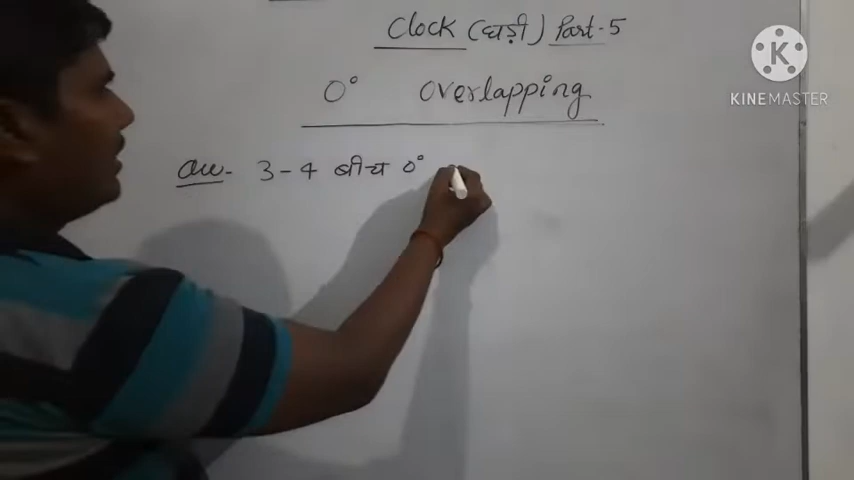 Clock (घड़ी) Part-5
0° overlapping
Que- 3-4 बीच 0°
K
KINEMASTER